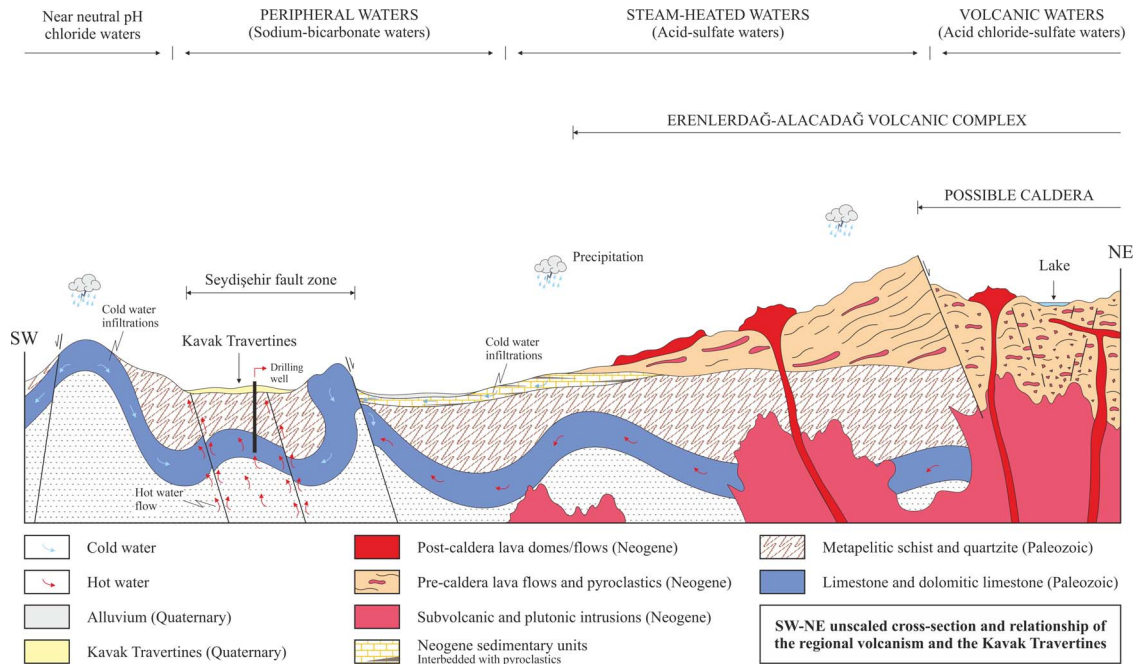 Near neutral pH
chloride waters
PERIPHERAL WATERS
(Sodium-bicarbonate waters)
STEAM-HEATED WATERS
(Acid-sulfate waters)
VOLCANIC WATERS
(Acid chloride-sulfate waters)
ERENLERDAĞ-ALACADAĞ VOLCANIC COMPLEX
POSSIBLE CALDERA
Precipitation
Seydişehir fault zone
Lake
NE
SW
Cold water
infiltrations
Kavak Travertines
Drilling
well
Cold water
infiltrations
Hot water
flow
Cold water
Hot water
Alluvium (Quaternary)
Kavak Travertines (Quaternary)
Post-caldera lava domes/flows (Neogene)
Pre-caldera lava flows and pyroclastics (Neogene)
Subvolcanic and plutonic intrusions (Neogene)
Neogene sedimentary units
Interbedded with pyroclastics
Metapelitic schist and quartzite (Paleozoic)
Limestone and dolomitic limestone (Paleozoic)
SW-NE unscaled cross-section and relationship of
the regional volcanism and the Kavak Travertines